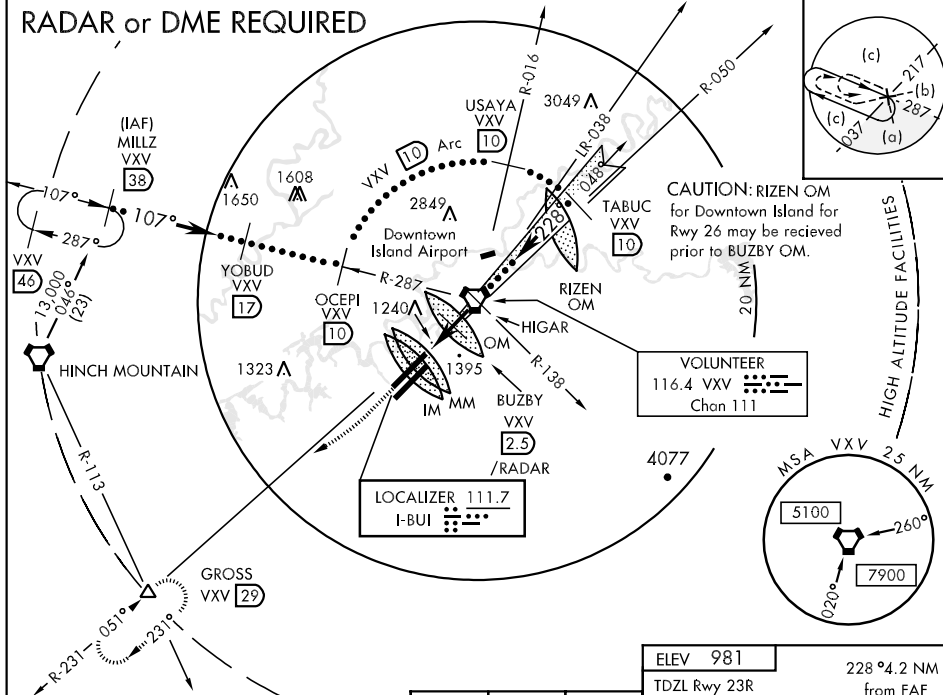 RADAR or DME REQUIRED
(IAF)
MILLZ
VXV
38
107°
107°
287°
VXV
46
13,000
046°
(23)
HINCH MOUNTAIN
R-113
1650
1608
YOBUD
VXV
17
OCEPI
VXV
10
VXV 10 Arc
USAYA
VXV
10
R-016
3049
LR-038
R-050
048°
228°
2849
Downtown
Island Airport
R-287
1240
1323
TABUC
VXV
10
RIZEN
OM
CAUTION: RIZEN OM
for Downtown Island for
Rwy 26 may be recieved
prior to BUZBY OM.
20 NM
HIGAR
OM
R-138
1395
IM
MM
BUZBY
VXV
2.5
/RADAR
VOLUNTEER
116.4 VXV
Chan 111
LOCALIZER 111.7
I-BUI
4077
GROSS
VXV 29
051°
231°
R-231
(c)
217
(b)
287
(c)
(a)
037
HIGH ALTITUDE FACILITIES
MSA VXV 25 NM
5100
260°
7900
020°
ELEV 981
TDZL Rwy 23R
228 °4.2 NM
from FAF